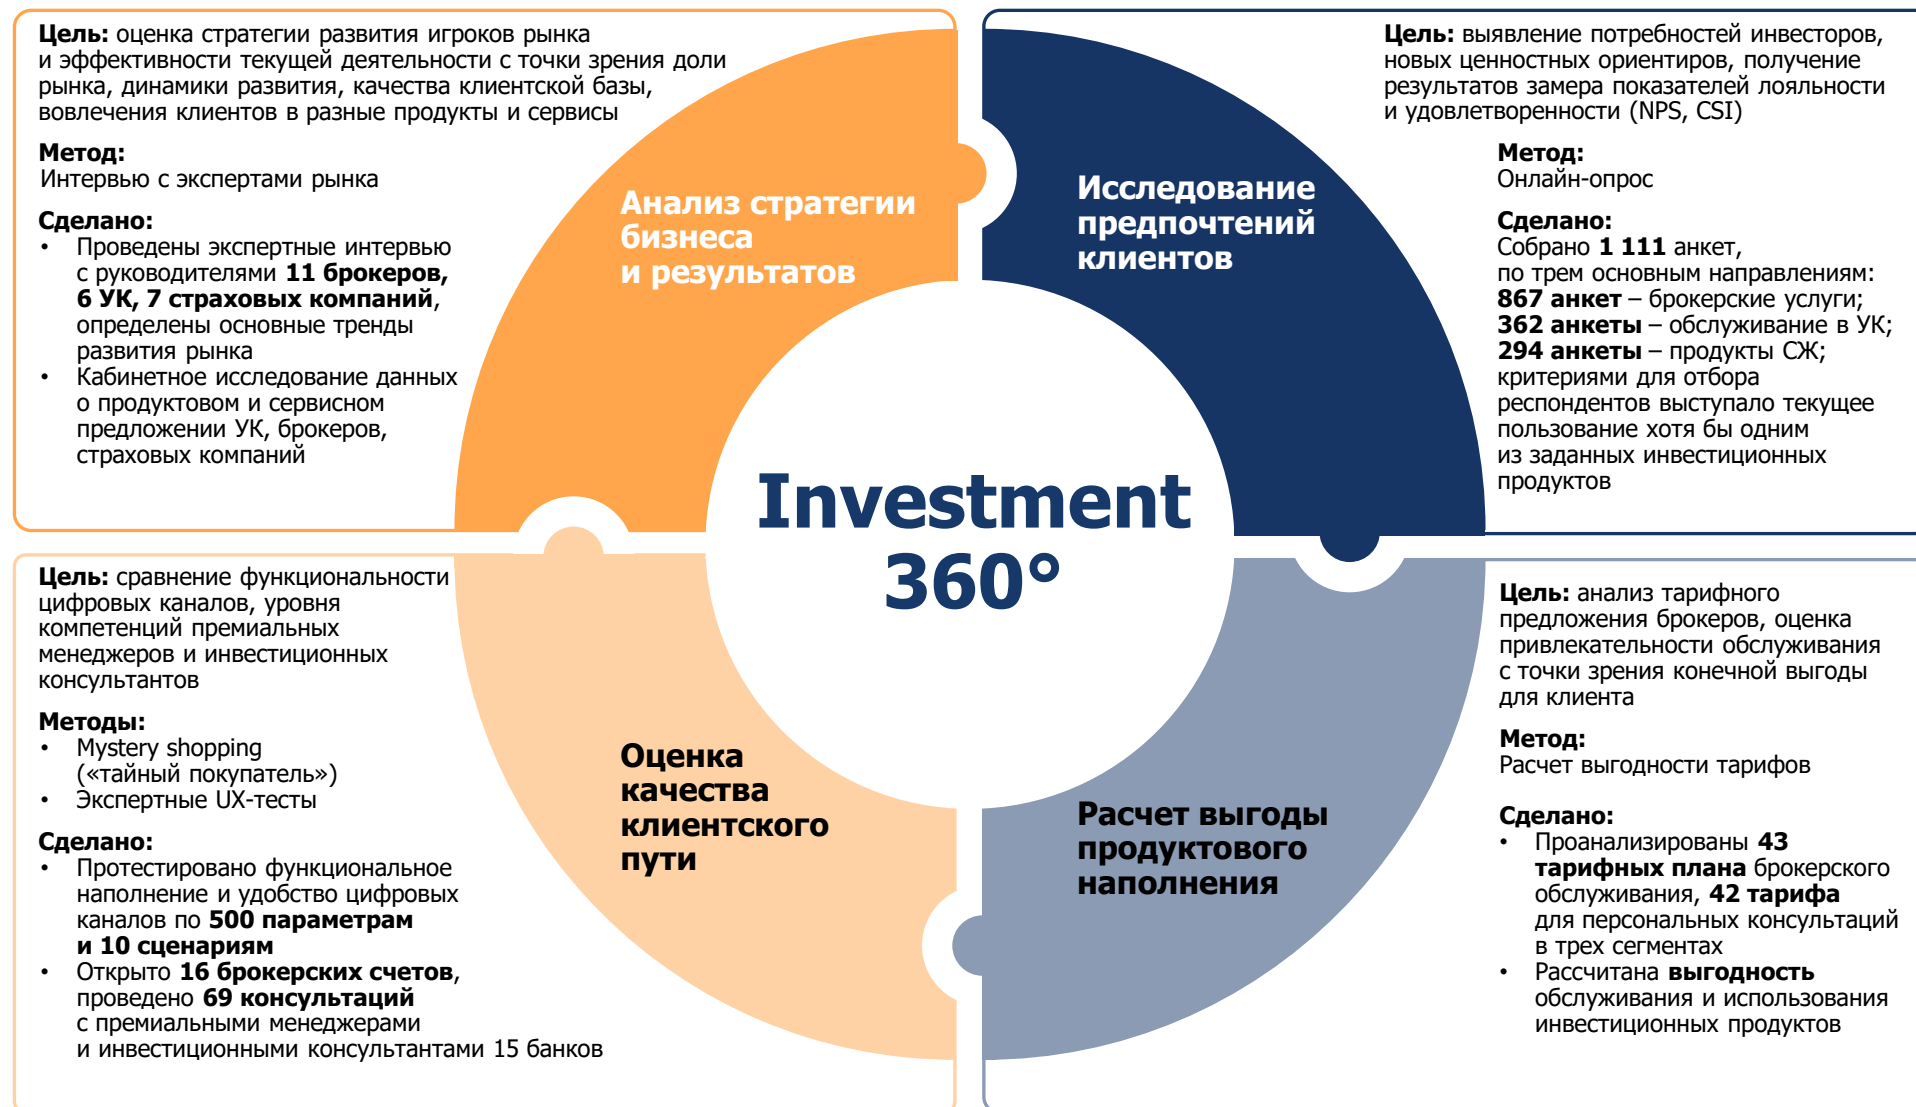 Цель: оценка стратегии развития игроков рынка
и эффективности текущей деятельности с точки зрения доли
рынка, динамики развития, качества клиентской базы,
вовлечения клиентов в разные продукты и сервисы
Метод:
Интервью с экспертами рынка
Сделано:
• Проведены экспертные интервью
с руководителями 11 брокеров,
6 УК, 7 страховых компаний,
определены основные тренды
развития рынка
• Кабинетное исследование данных
о продуктовом и сервисном
предложении УК, брокеров,
страховых компаний
Анализ стратегии
бизнеса
и результатов
Исследование
предпочтений
клиентов
Цель: выявление потребностей инвесторов,
новых ценностных ориентиров, получение
результатов замера показателей лояльности
и удовлетворенности (NPS, CSI)
Метод:
Онлайн-опрос
Сделано:
Собрано 1 111 анкет,
по трем основным направлениям:
867 анкет – брокерские услуги;
362 анкеты – обслуживание в УК;
294 анкеты – продукты СЖ;
критериями для отбора
респондентов выступало текущее
пользование хотя бы одним
из заданных инвестиционных
продуктов
Investment
360°
Цель: сравнение функциональности
цифровых каналов, уровня
компетенций премиальных
менеджеров и инвестиционных
консультантов
Методы:
• Mystery shopping
(«тайный покупатель»)
• Экспертные UX-тесты
Сделано:
• Протестировано функциональное
наполнение и удобство цифровых
каналов по 500 параметрам
и 10 сценариям
• Открыто 16 брокерских счетов,
проведено 69 консультаций
с премиальными менеджерами
и инвестиционными консультантами 15 банков
Оценка
качества
клиентского
пути
Расчет выгоды
продуктового
наполнения
Цель: анализ тарифного
предложения брокеров, оценка
привлекательности обслуживания
с точки зрения конечной выгоды
для клиента
Метод:
Расчет выгодности тарифов
Сделано:
• Проанализированы 43
тарифных плана брокерского
обслуживания, 42 тарифа
для персональных консультаций
в трех сегментах
• Рассчитана выгодность
обслуживания и использования
инвестиционных продуктов